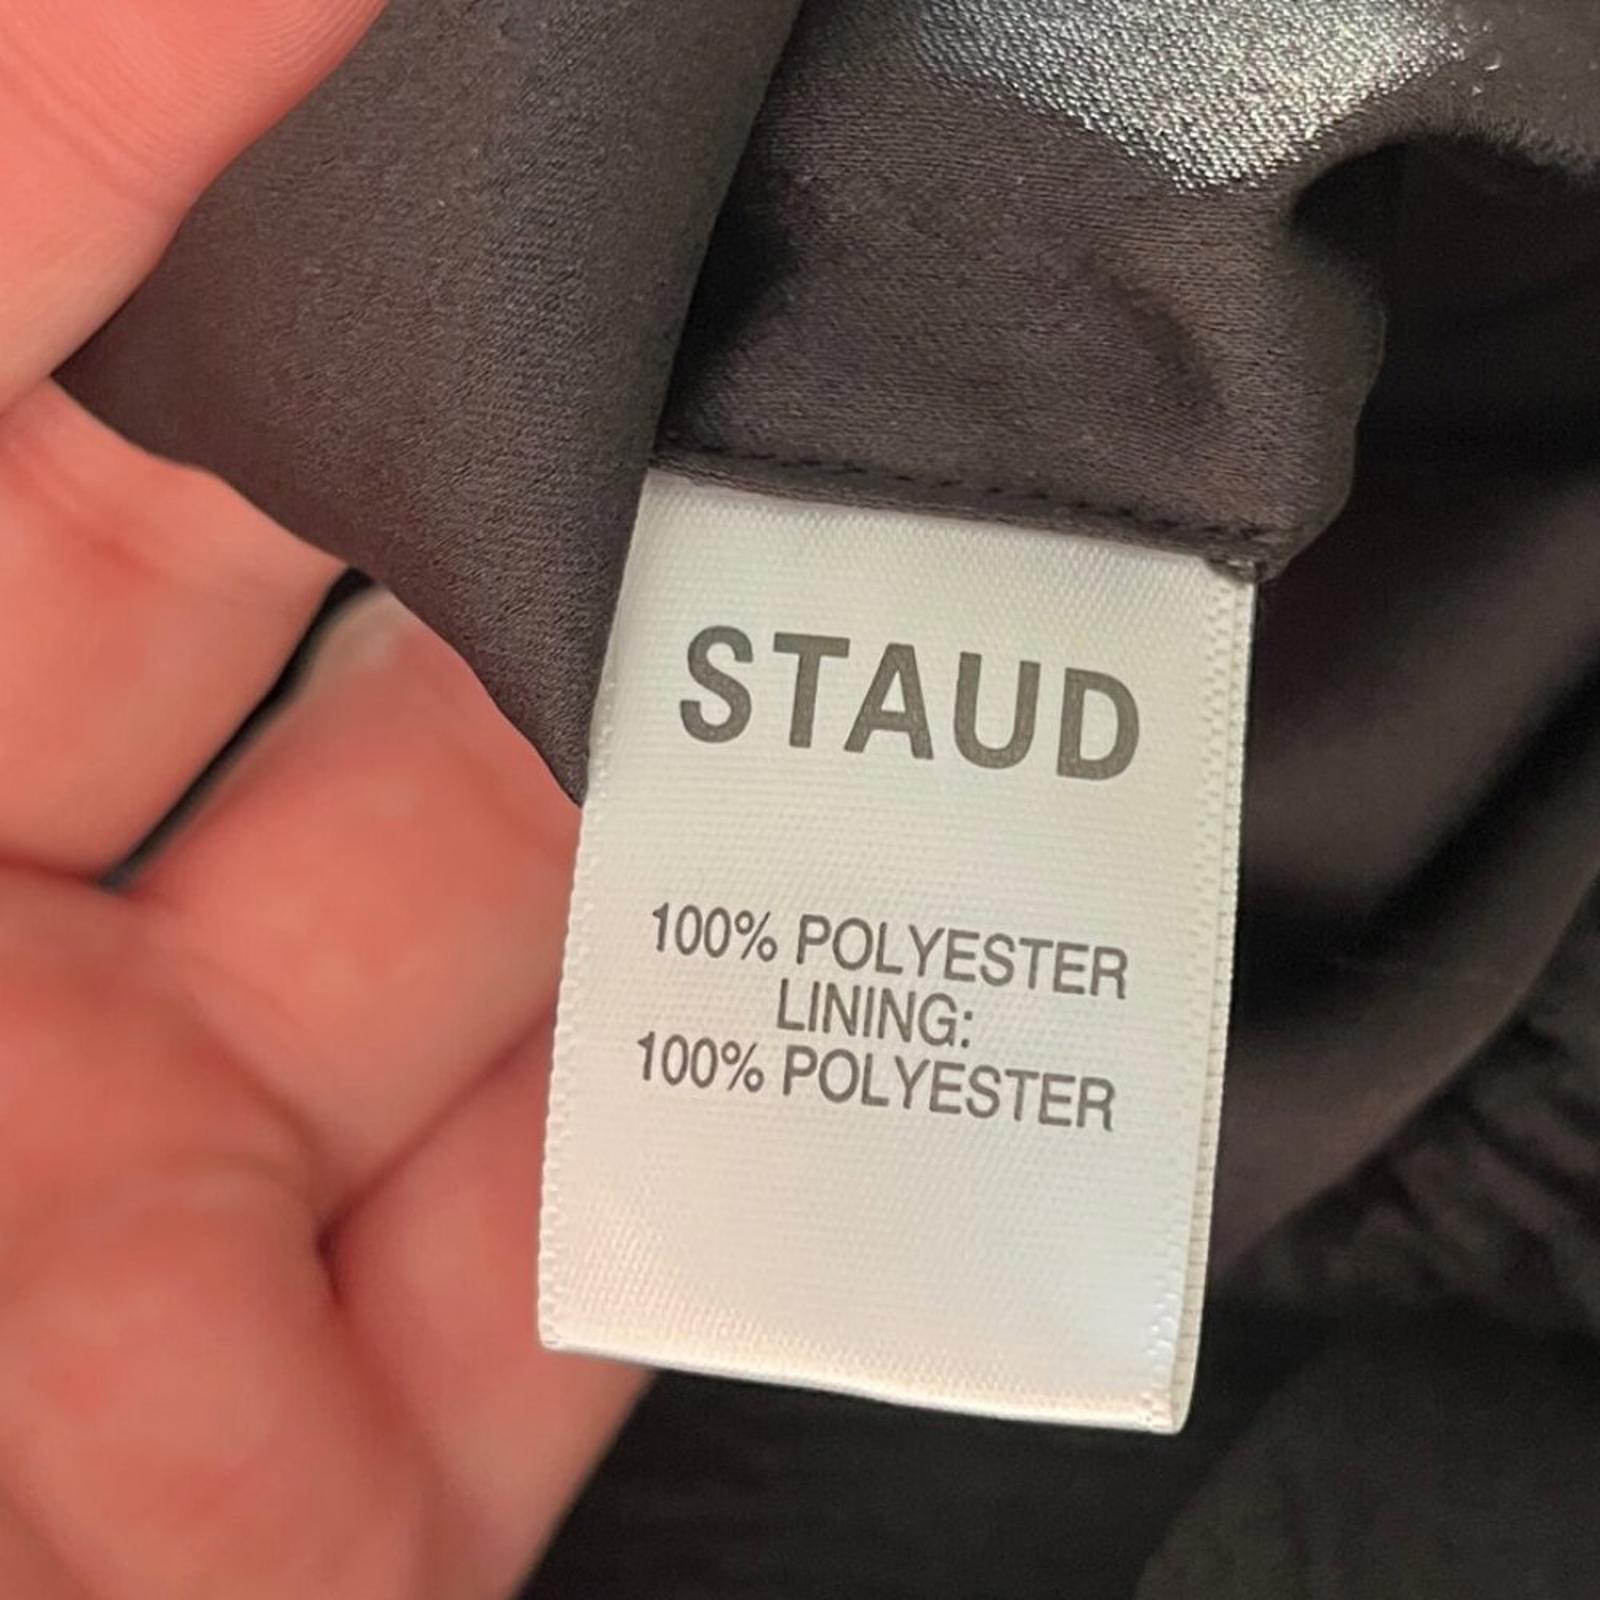 STAUD
100% POLYESTER
LINING:
100% POLYESTER